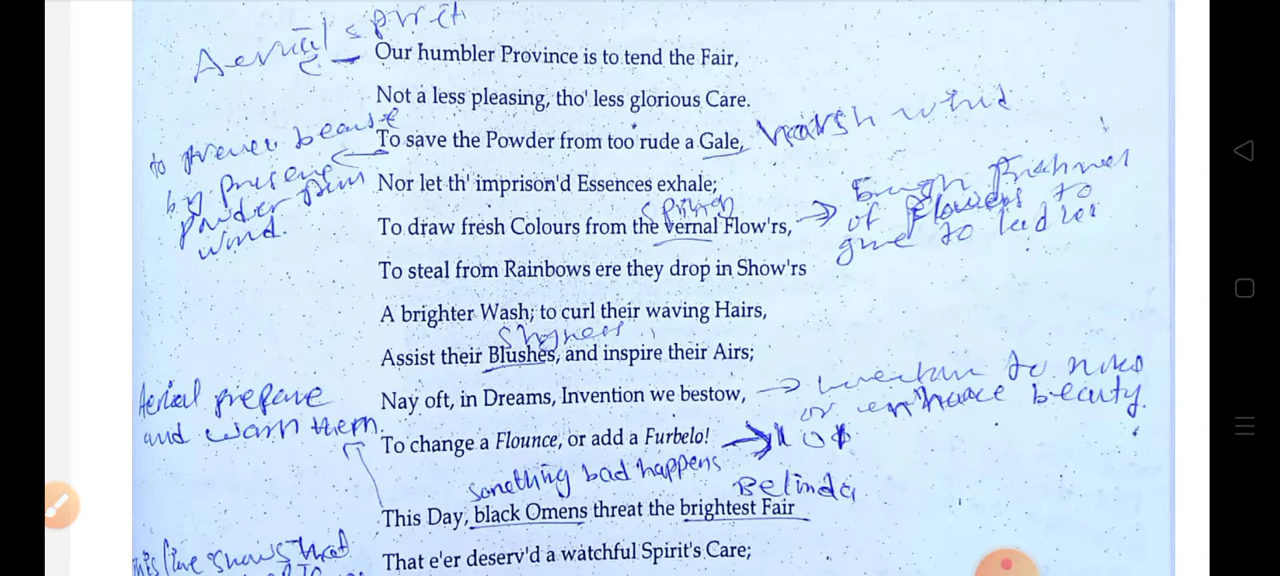 Aerial spirit
Our humbler Province is to tend the Fair,
Not a less pleasing, tho' less glorious Care.
To save the Powder from too rude a Gale,
harsh wind
to
by
powder from
wind.
Nor let th' imprison'd Essences exhale;
spring
To draw fresh Colours from the Vernal Flow'rs,
of Flowers to
give to
To steal from Rainbows ere they drop in Show'rs
A brighter Wash; to curl their waving Hairs,
Shyness
Assist their Blushes, and inspire their Airs;
Nay oft, in Dreams, Invention we bestow,
to
or enhance beauty.
Aerial prepare
and warn them.
To change a Flounce, or add a Furbelo!
something bad happens
Belinda
This Day, black Omens threat the brightest Fair
That e'er deserv'd a watchful Spirit's Care;
this line shows that